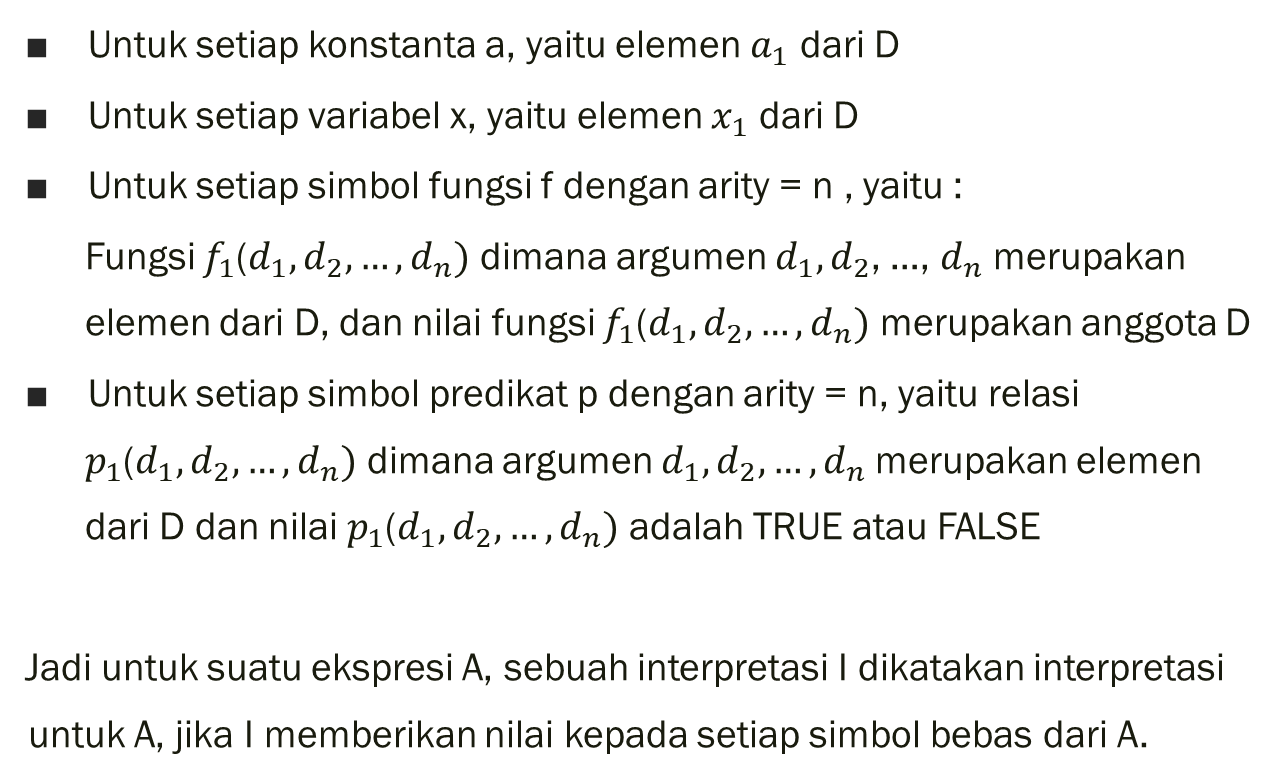 ▪ Untuk setiap konstanta a, yaitu elemen 𝑎₁ dari D
▪ Untuk setiap variabel x, yaitu elemen 𝑥₁ dari D
▪ Untuk setiap simbol fungsi f dengan arity = n , yaitu :
Fungsi 𝑓₁(𝑑₁, 𝑑₂, … , 𝑑ₙ) dimana argumen 𝑑₁, 𝑑₂, …, 𝑑ₙ merupakan
elemen dari D, dan nilai fungsi 𝑓₁(𝑑₁, 𝑑₂, … , 𝑑ₙ) merupakan anggota D
▪ Untuk setiap simbol predikat p dengan arity = n, yaitu relasi
𝑝₁(𝑑₁, 𝑑₂, … , 𝑑ₙ) dimana argumen 𝑑₁, 𝑑₂, … , 𝑑ₙ merupakan elemen
dari D dan nilai 𝑝₁(𝑑₁, 𝑑₂, … , 𝑑ₙ) adalah TRUE atau FALSE
Jadi untuk suatu ekspresi A, sebuah interpretasi I dikatakan interpretasi
untuk A, jika I memberikan nilai kepada setiap simbol bebas dari A.